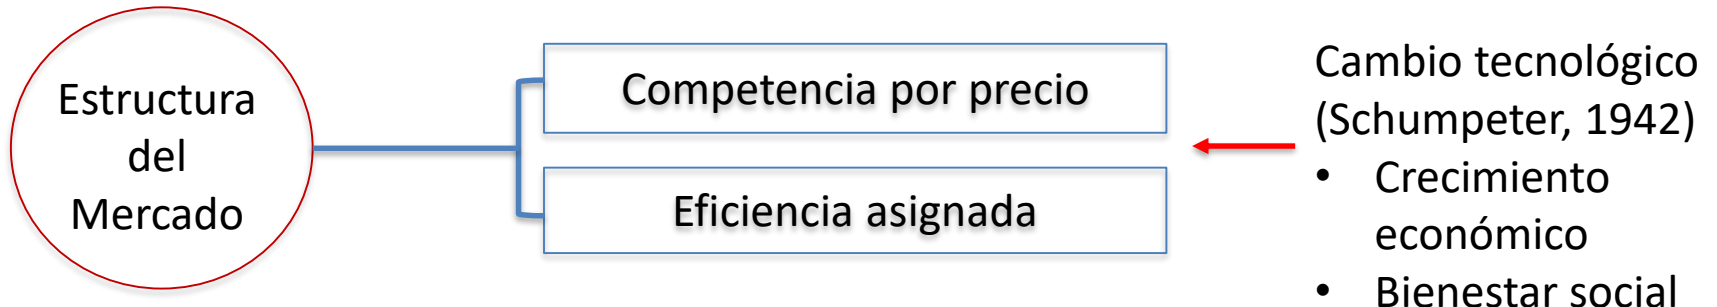 Estructura
del
Mercado
Competencia por precio
Eficiencia asignada
Cambio tecnológico
(Schumpeter, 1942)
• Crecimiento
económico
• Bienestar social